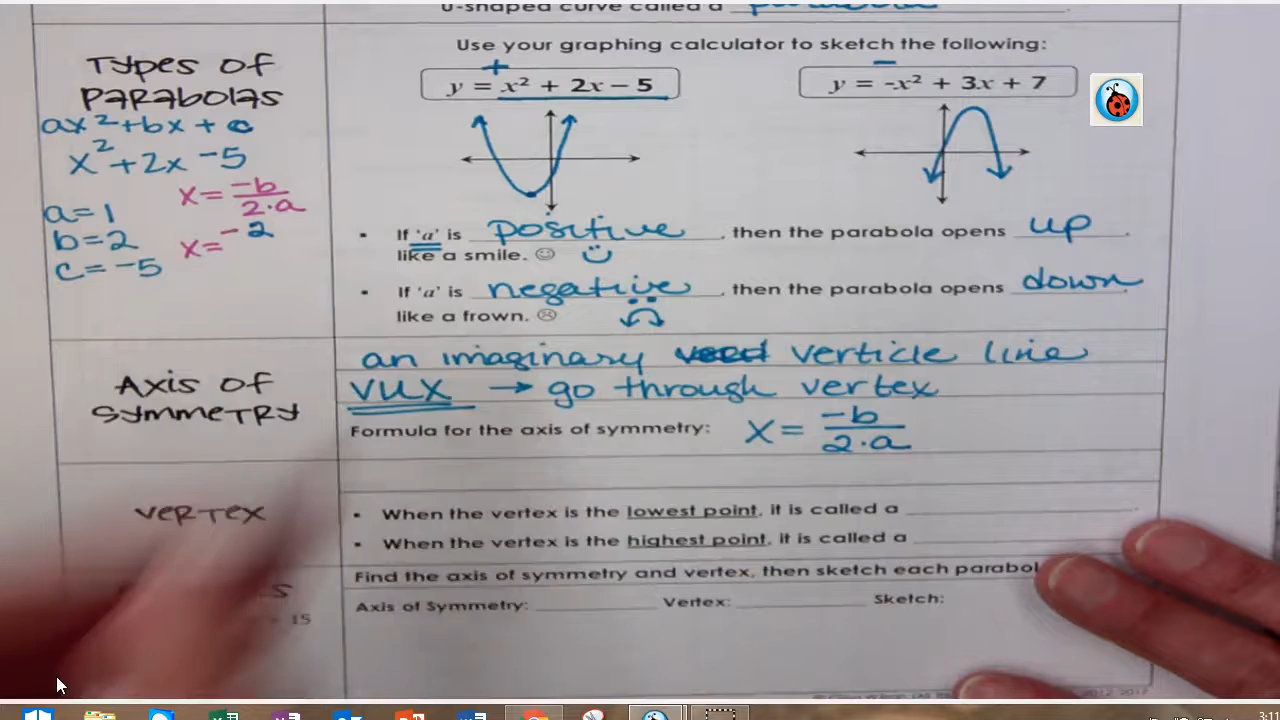 U-shaped curve called a parabola.
Types of
Parabolas
ax²+bx+c
x²+2x-5
a=1
b=2
c=-5
x=-b/2·a
x=-2
Use your graphing calculator to sketch the following:
+
y = x² + 2x – 5
–
y = -x² + 3x + 7
• If ‘a’ is positive, then the parabola opens up.
like a smile. ☺
• If ‘a’ is negative, then the parabola opens down.
like a frown. ☹
Axis of
Symmetry
an imaginary verticle line
VUX → go through vertex
Formula for the axis of symmetry: x = -b/2·a
Vertex
• When the vertex is the lowest point, it is called a
• When the vertex is the highest point, it is called a
Find the axis of symmetry and vertex, then sketch each
Axis of Symmetry: Vertex: Sketch:
15
3:11